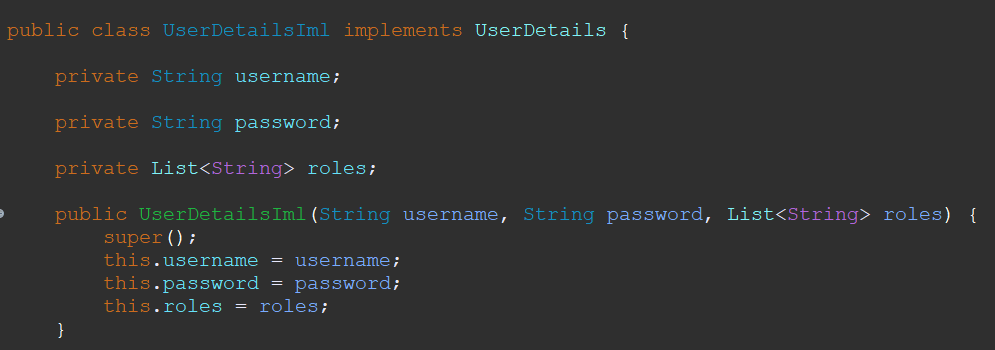 public class UserDetailsIml implements UserDetails {
private String username;
private String password;
private List<String> roles;
public UserDetailsIml(String username, String password, List<String> roles) {
super();
this.username = username;
this.password = password;
this.roles = roles;
}